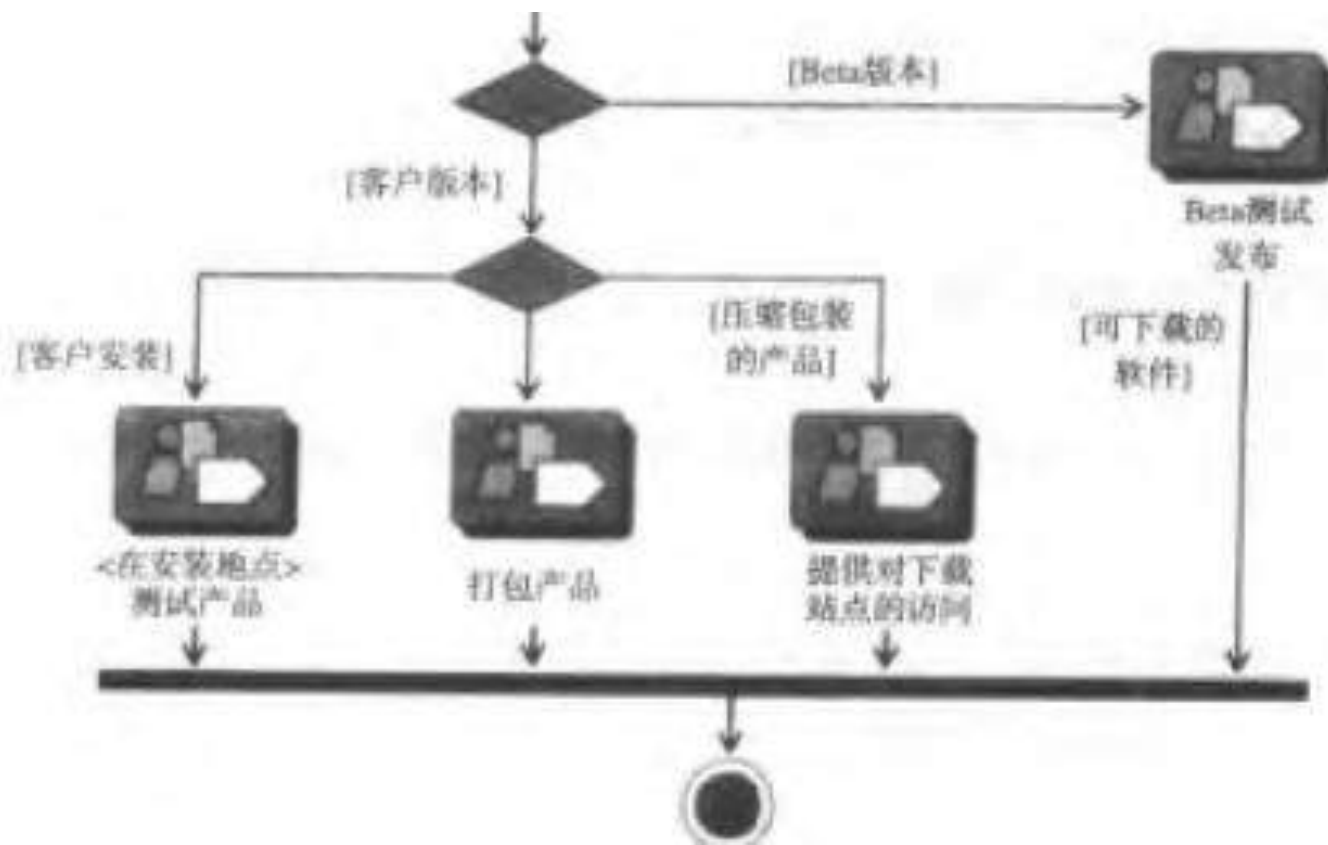 [Beta版本]
[客户版本]
Beta测试
发布
[客户安装]
[压缩包装
的产品]
[可下载的
软件]
<在安装地点>
测试产品
打包产品
提供对下载
站点的访问